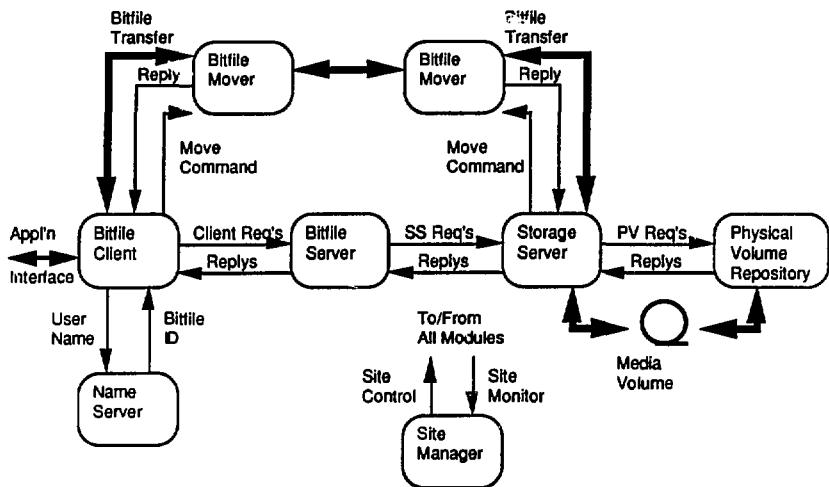 Bitfile
Transfer
Bitfile
Mover
Reply
Bitfile
Mover
Bitfile
Transfer
Reply
Move
Command
Move
Command
Appl'n
Interface
Bitfile
Client
Client Req's
Replys
Bitfile
Server
SS Req's
Replys
Storage
Server
PV Req's
Replys
Physical
Volume
Repository
User
Name
Bitfile
ID
Name
Server
To/From
All Modules
Site
Control
Site
Monitor
Site
Manager
Media
Volume